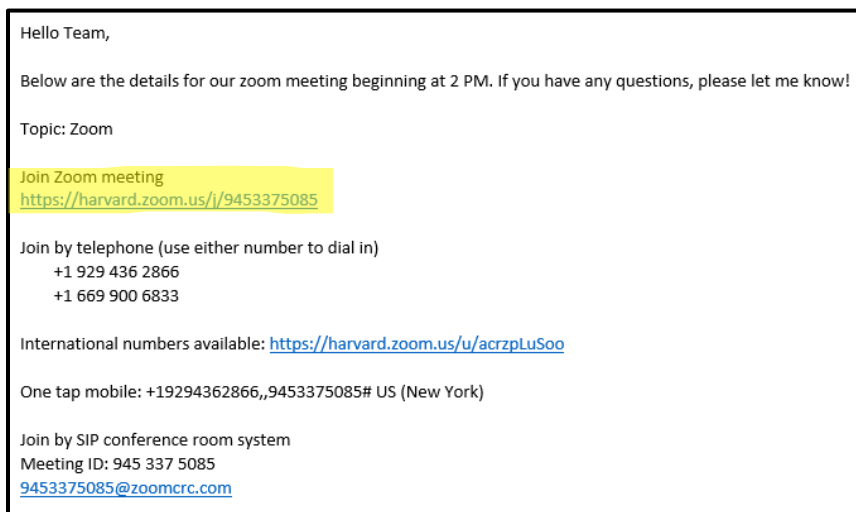 Hello Team,
Below are the details for our zoom meeting beginning at 2 PM. If you have any questions, please let me know!
Topic: Zoom
Join Zoom meeting
https://harvard.zoom.us/j/9453375085
Join by telephone (use either number to dial in)
+1 929 436 2866
+1 669 900 6833
International numbers available: https://harvard.zoom.us/u/acrzpLuSoo
One tap mobile: +19294362866,,9453375085# US (New York)
Join by SIP conference room system
Meeting ID: 945 337 5085
9453375085@zoomcrc.com